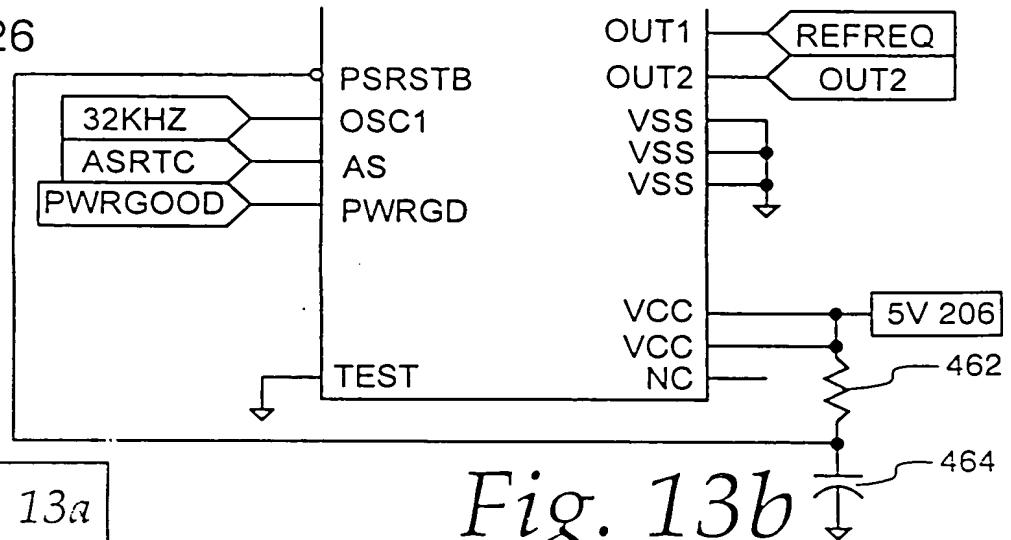 26
PSRSTB
32KHZ
OSC1
ASRTC
AS
PWRGOOD
PWRGD
TEST
OUT1
REFREQ
OUT2
OUT2
VSS
VSS
VSS
VCC
5V 206
VCC
NC
462
464
13a
Fig. 13b